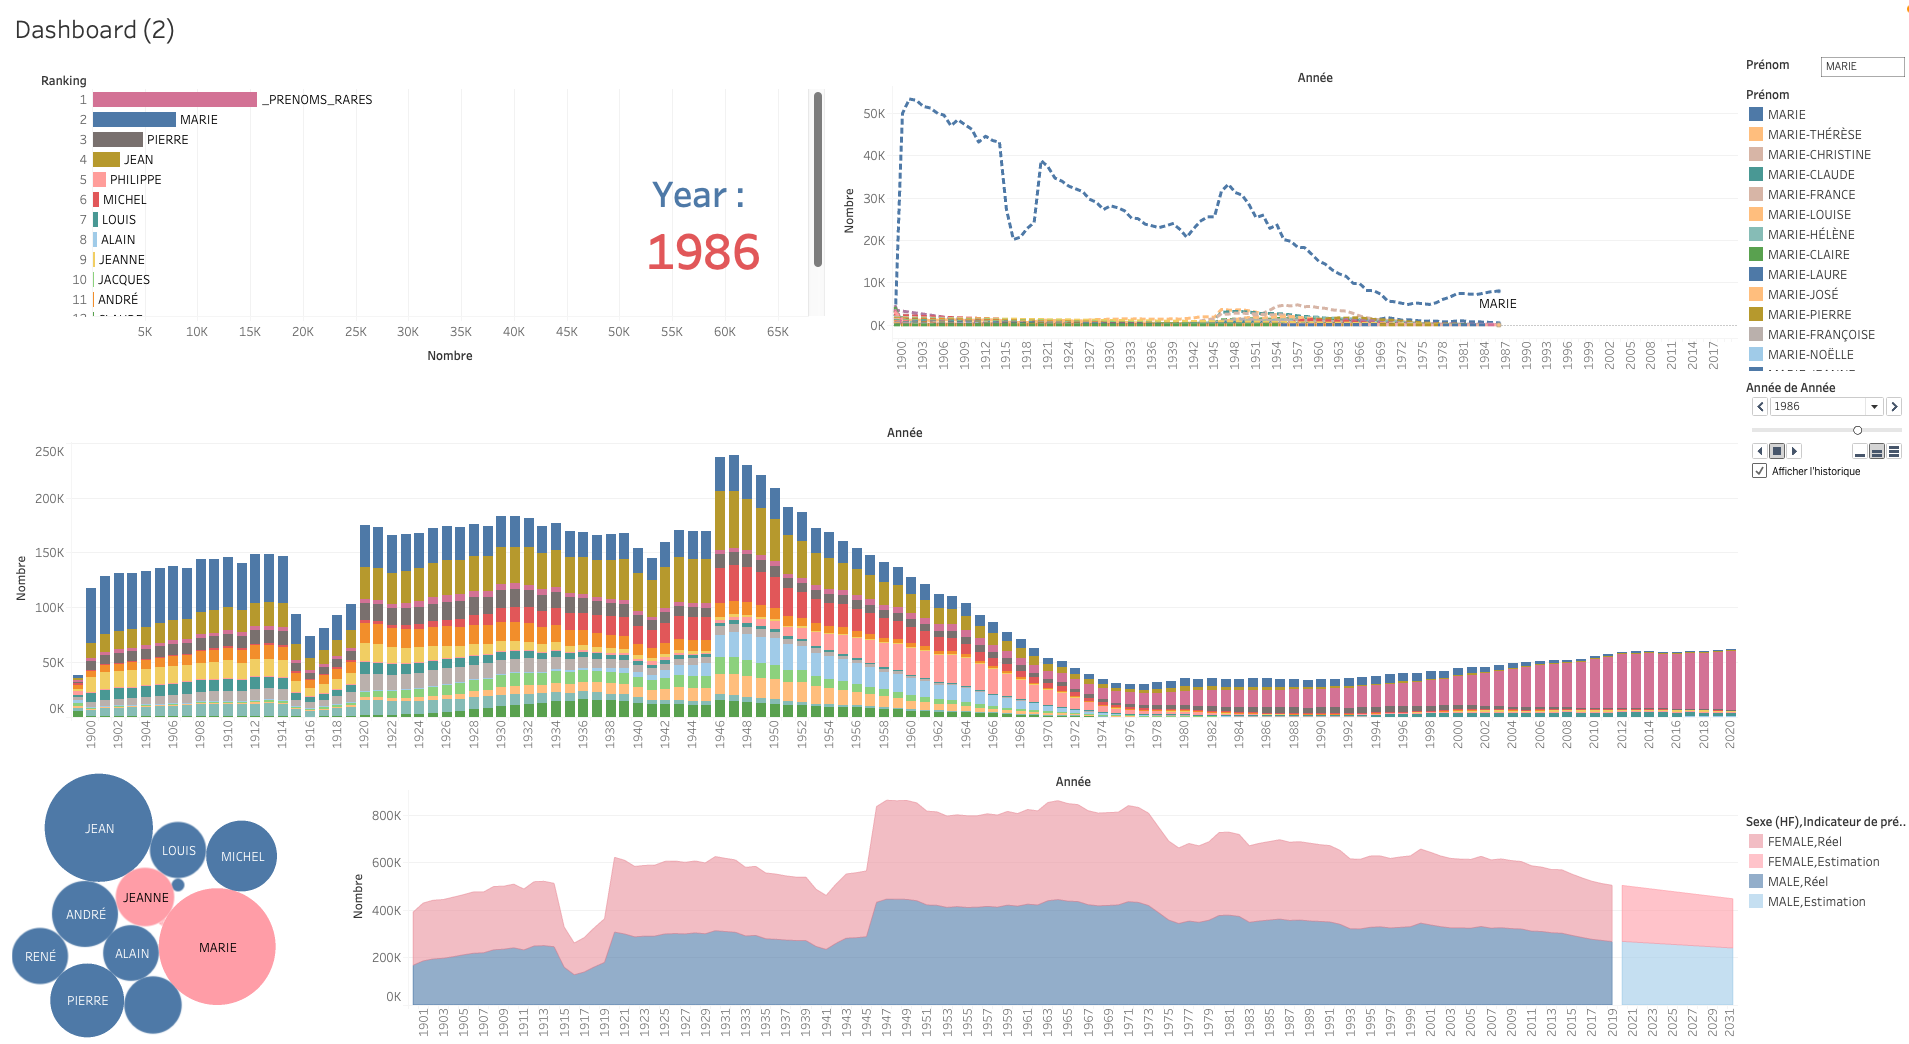 Dashboard (2)
Ranking
1 _PRENOMS_RARES
2 MARIE
3 PIERRE
4 JEAN
5 PHILIPPE
6 MICHEL
7 LOUIS
8 ALAIN
9 JEANNE
10 JACQUES
11 ANDRÉ
Year :
1986
5K 10K 15K 20K 25K 30K 35K 40K 45K 50K 55K 60K 65K
Nombre
Année
Nombre
50K
40K
30K
20K
10K
0K
MARIE
1900 1903 1906 1909 1912 1915 1918 1921 1924 1927 1930 1933 1936 1939 1942 1945 1948 1951 1954 1957 1960 1963 1966 1969 1972 1975 1978 1981 1984 1987 1990 1993 1996 1999 2002 2005 2008 2011 2014 2017
Prénom MARIE
Prénom
MARIE
MARIE-THÉRÈSE
MARIE-CHRISTINE
MARIE-CLAUDE
MARIE-FRANCE
MARIE-LOUISE
MARIE-HÉLÈNE
MARIE-CLAIRE
MARIE-LAURE
MARIE-JOSÉ
MARIE-PIERRE
MARIE-FRANÇOISE
MARIE-NOËLLE
Année de Année
1986
Afficher l'historique
Année
Nombre
250K
200K
150K
100K
50K
0K
1900 1902 1904 1906 1908 1910 1912 1914 1916 1918 1920 1922 1924 1926 1928 1930 1932 1934 1936 1938 1940 1942 1944 1946 1948 1950 1952 1954 1956 1958 1960 1962 1964 1966 1968 1970 1972 1974 1976 1978 1980 1982 1984 1986 1988 1990 1992 1994 1996 1998 2000 2002 2004 2006 2008 2010 2012 2014 2016 2018 2020
JEAN
LOUIS
MICHEL
JEANNE
ANDRÉ
MARIE
ALAIN
RENÉ
PIERRE
Année
Nombre
800K
600K
400K
200K
0K
1901 1903 1905 1907 1909 1911 1913 1915 1917 1919 1921 1923 1925 1927 1929 1931 1933 1935 1937 1939 1941 1943 1945 1947 1949 1951 1953 1955 1957 1959 1961 1963 1965 1967 1969 1971 1973 1975 1977 1979 1981 1983 1985 1987 1989 1991 1993 1995 1997 1999 2001 2003 2005 2007 2009 2011 2013 2015 2017 2019 2021 2023 2025 2027 2029 2031
Sexe (HF),Indicateur de pré..
FEMALE,Réel
FEMALE,Estimation
MALE,Réel
MALE,Estimation